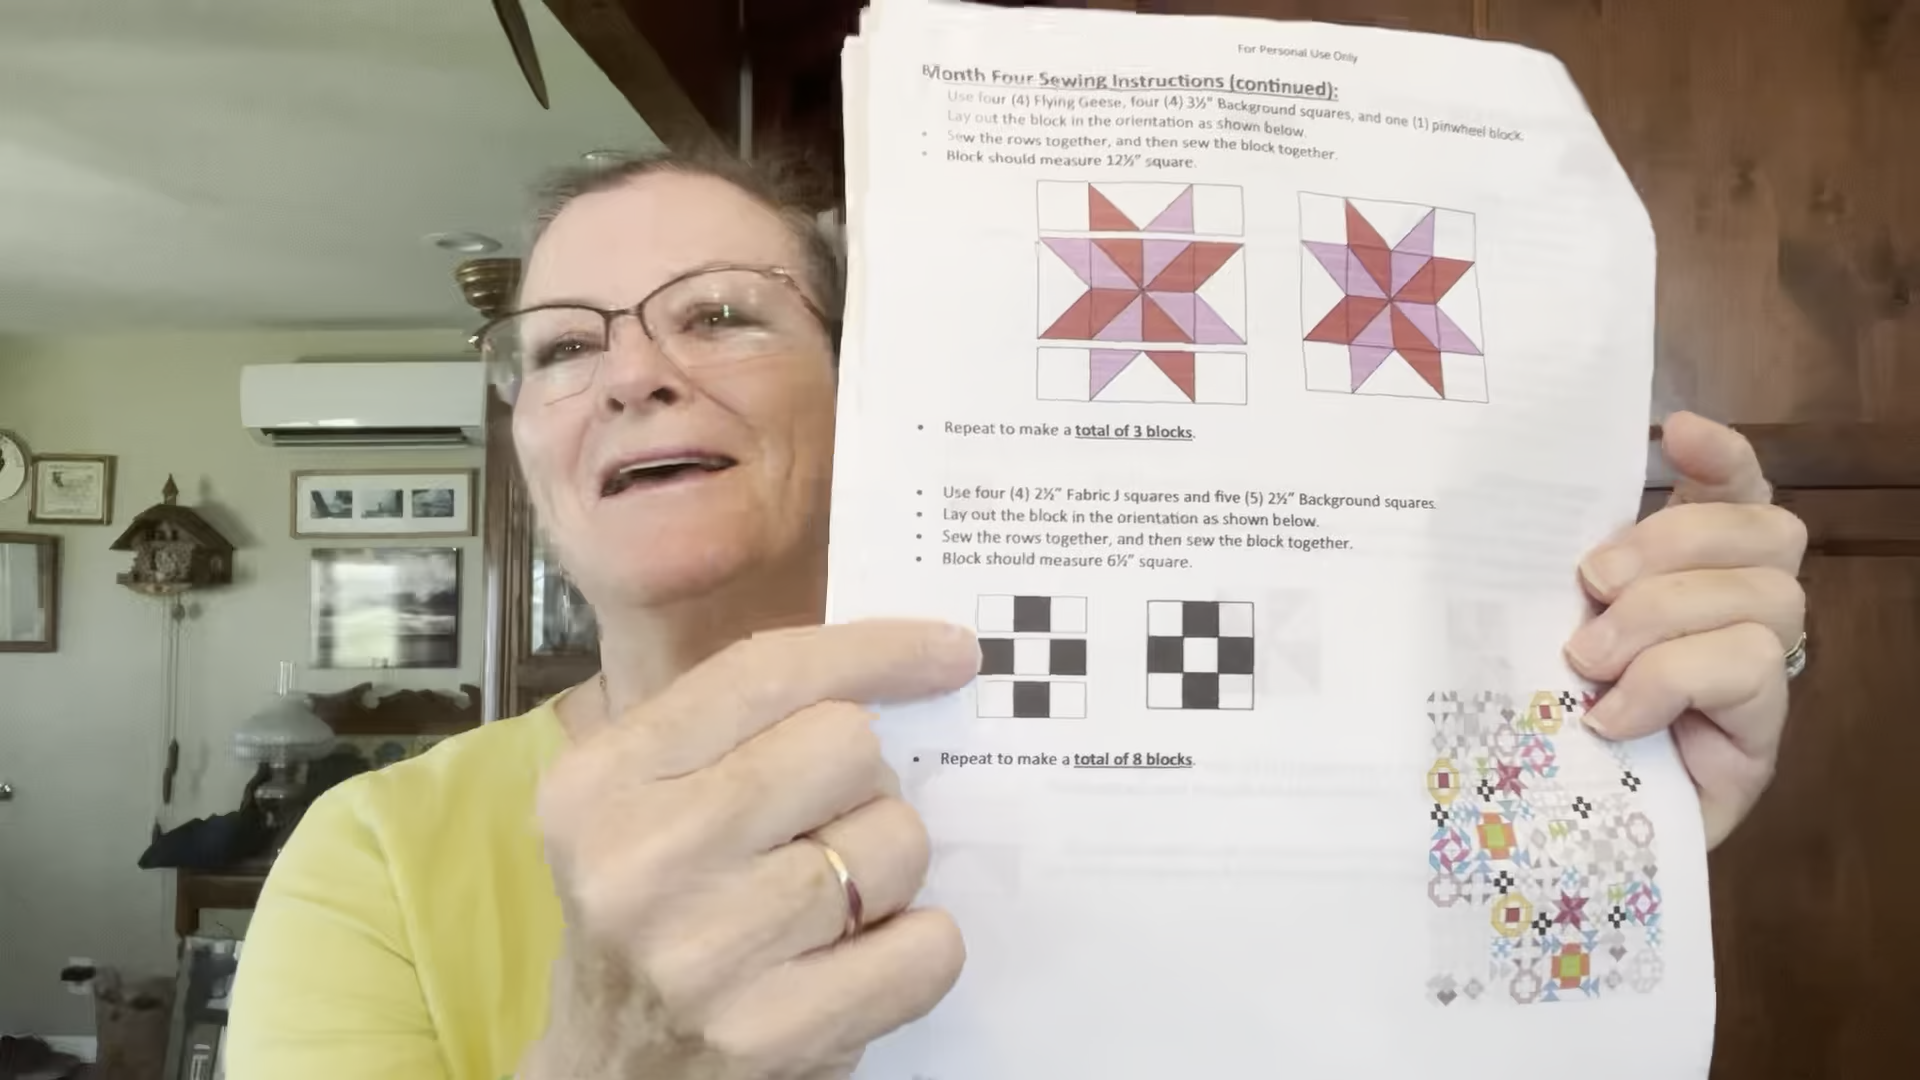 For Personal Use Only
Month Four Sewing Instructions (continued):
Use four (4) Flying Geese, four (4) 3½" Background squares, and one (1) pinwheel block.
Lay out the block in the orientation as shown below.
• Sew the rows together, and then sew the block together.
• Block should measure 12½" square.
• Repeat to make a total of 3 blocks.
• Use four (4) 2½" Fabric J squares and five (5) 2½" Background squares.
• Lay out the block in the orientation as shown below.
• Sew the rows together, and then sew the block together.
• Block should measure 6½" square.
• Repeat to make a total of 8 blocks.